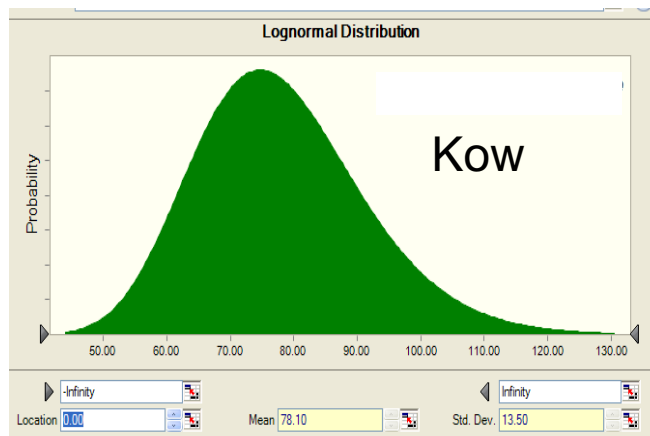 Lognormal Distribution
Kow
Probability
50.00 60.00 70.00 80.00 90.00 100.00 110.00 120.00 130.00
-Infinity Infinity
Location 0.00 Mean 78.10 Std. Dev. 13.50